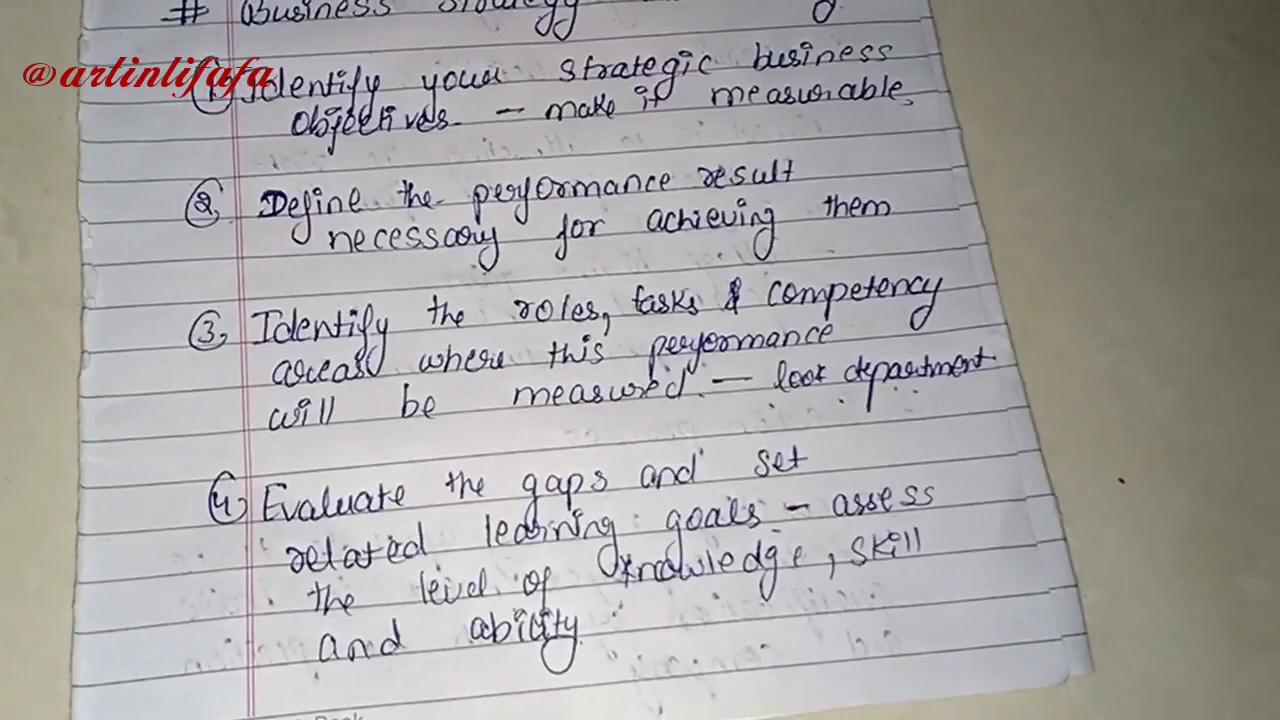 # Business Strategy
@artinlifafa
① Identify your strategic business
objectives - make it measurable.
② Define the performance result
necessary for achieving them
③ Identify the roles, tasks & competency
areas where this performance
will be measured - look department
④ Evaluate the gaps and set
related learning goals - assess
the level of knowledge, skill
and ability